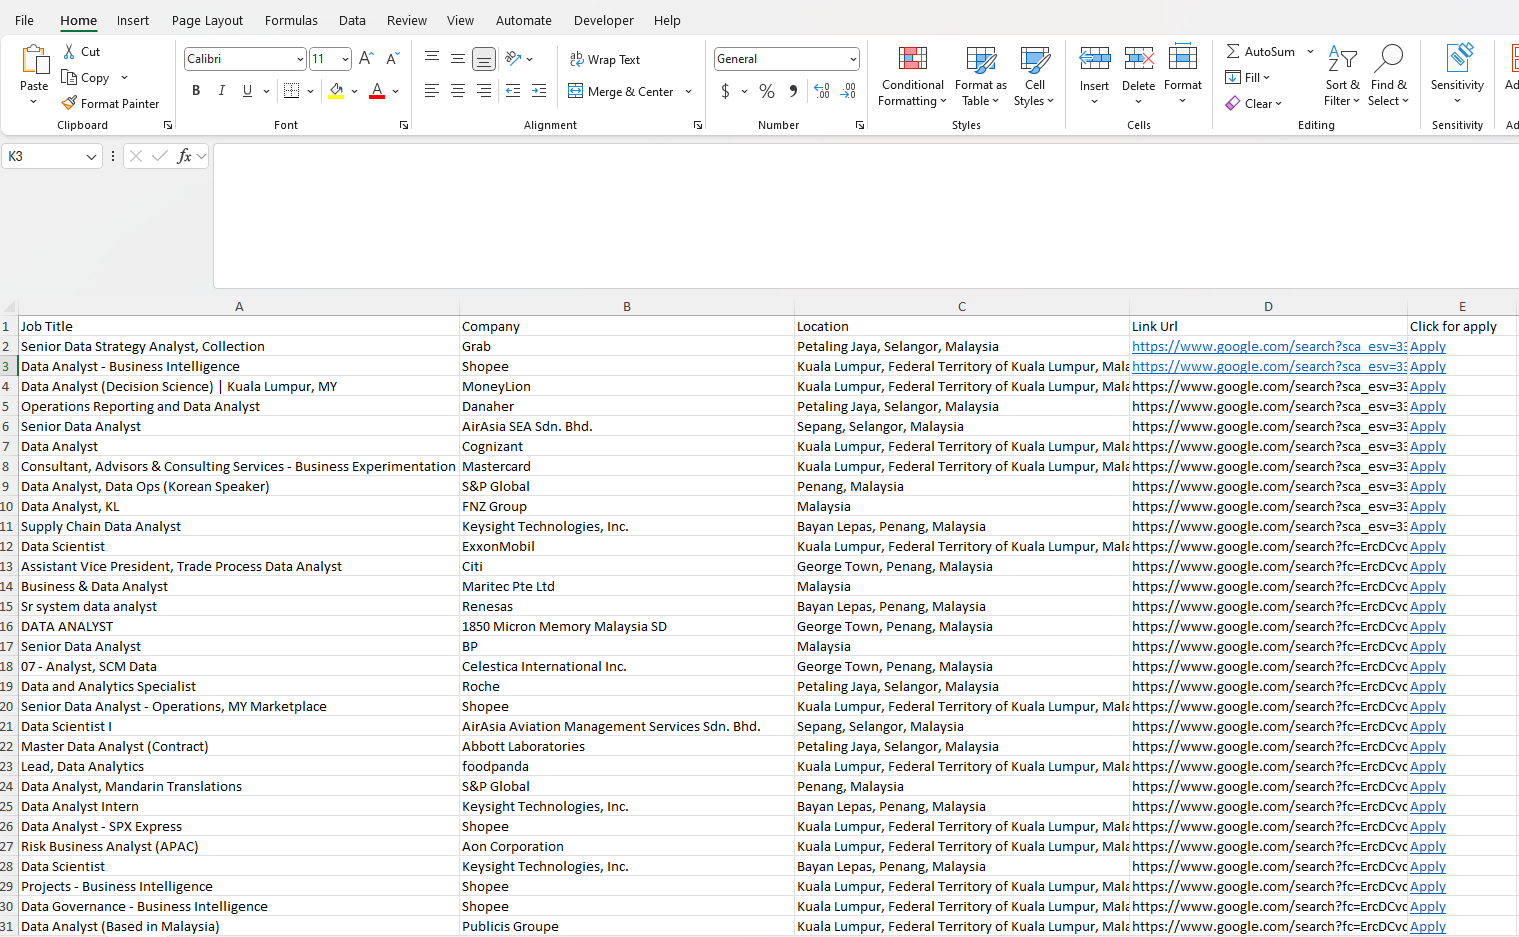 File Home Insert Page Layout Formulas Data Review View Automate Developer Help
Paste
Cut
Copy
Format Painter
Clipboard
Calibri 11
B I U A
Font
ab Wrap Text
Merge & Center
Alignment
General
$ % 9 .00
Number
Conditional Formatting
Format as Table
Cell Styles
Styles
Insert Delete Format
Cells
AutoSum
Fill
Clear
Sort & Filter
Find & Select
Editing
Sensitivity
Sensitivity
K3 fx
A B C D E
1 Job Title Company Location Link Url Click for apply
2 Senior Data Strategy Analyst, Collection Grab Petaling Jaya, Selangor, Malaysia https://www.google.com/search?sca_esv=33 Apply
3 Data Analyst - Business Intelligence Shopee Kuala Lumpur, Federal Territory of Kuala Lumpur, Mala https://www.google.com/search?sca_esv=33 Apply
4 Data Analyst (Decision Science) | Kuala Lumpur, MY MoneyLion Kuala Lumpur, Federal Territory of Kuala Lumpur, Mala https://www.google.com/search?sca_esv=33 Apply
5 Operations Reporting and Data Analyst Danaher Petaling Jaya, Selangor, Malaysia https://www.google.com/search?sca_esv=33 Apply
6 Senior Data Analyst AirAsia SEA Sdn. Bhd. Sepang, Selangor, Malaysia https://www.google.com/search?sca_esv=33 Apply
7 Data Analyst Cognizant Kuala Lumpur, Federal Territory of Kuala Lumpur, Mala https://www.google.com/search?sca_esv=33 Apply
8 Consultant, Advisors & Consulting Services - Business Experimentation Mastercard Kuala Lumpur, Federal Territory of Kuala Lumpur, Mala https://www.google.com/search?sca_esv=33 Apply
9 Data Analyst, Data Ops (Korean Speaker) S&P Global Penang, Malaysia https://www.google.com/search?sca_esv=33 Apply
10 Data Analyst, KL FNZ Group Malaysia https://www.google.com/search?sca_esv=33 Apply
11 Supply Chain Data Analyst Keysight Technologies, Inc. Bayan Lepas, Penang, Malaysia https://www.google.com/search?sca_esv=33 Apply
12 Data Scientist ExxonMobil Kuala Lumpur, Federal Territory of Kuala Lumpur, Mala https://www.google.com/search?fc=ErcDCvc Apply
13 Assistant Vice President, Trade Process Data Analyst Citi George Town, Penang, Malaysia https://www.google.com/search?fc=ErcDCvc Apply
14 Business & Data Analyst Maritec Pte Ltd Malaysia https://www.google.com/search?fc=ErcDCvc Apply
15 Sr system data analyst Renesas Bayan Lepas, Penang, Malaysia https://www.google.com/search?fc=ErcDCvc Apply
16 DATA ANALYST 1850 Micron Memory Malaysia SD George Town, Penang, Malaysia https://www.google.com/search?fc=ErcDCvc Apply
17 Senior Data Analyst BP Malaysia https://www.google.com/search?fc=ErcDCvc Apply
18 07 - Analyst, SCM Data Celestica International Inc. George Town, Penang, Malaysia https://www.google.com/search?fc=ErcDCvc Apply
19 Data and Analytics Specialist Roche Petaling Jaya, Selangor, Malaysia https://www.google.com/search?fc=ErcDCvc Apply
20 Senior Data Analyst - Operations, MY Marketplace Shopee Kuala Lumpur, Federal Territory of Kuala Lumpur, Mala https://www.google.com/search?fc=ErcDCvc Apply
21 Data Scientist I AirAsia Aviation Management Services Sdn. Bhd. Sepang, Selangor, Malaysia https://www.google.com/search?fc=ErcDCvc Apply
22 Master Data Analyst (Contract) Abbott Laboratories Petaling Jaya, Selangor, Malaysia https://www.google.com/search?fc=ErcDCvc Apply
23 Lead, Data Analytics foodpanda Kuala Lumpur, Federal Territory of Kuala Lumpur, Mala https://www.google.com/search?fc=ErcDCvc Apply
24 Data Analyst, Mandarin Translations S&P Global Penang, Malaysia https://www.google.com/search?fc=ErcDCvc Apply
25 Data Analyst Intern Keysight Technologies, Inc. Bayan Lepas, Penang, Malaysia https://www.google.com/search?fc=ErcDCvc Apply
26 Data Analyst - SPX Express Shopee Kuala Lumpur, Federal Territory of Kuala Lumpur, Mala https://www.google.com/search?fc=ErcDCvc Apply
27 Risk Business Analyst (APAC) Aon Corporation Kuala Lumpur, Federal Territory of Kuala Lumpur, Mala https://www.google.com/search?fc=ErcDCvc Apply
28 Data Scientist Keysight Technologies, Inc. Bayan Lepas, Penang, Malaysia https://www.google.com/search?fc=ErcDCvc Apply
29 Projects - Business Intelligence Shopee Kuala Lumpur, Federal Territory of Kuala Lumpur, Mala https://www.google.com/search?fc=ErcDCvc Apply
30 Data Governance - Business Intelligence Shopee Kuala Lumpur, Federal Territory of Kuala Lumpur, Mala https://www.google.com/search?fc=ErcDCvc Apply
31 Data Analyst (Based in Malaysia) Publicis Groupe Kuala Lumpur, Federal Territory of Kuala Lumpur, Mala https://www.google.com/search?fc=ErcDCvc Apply